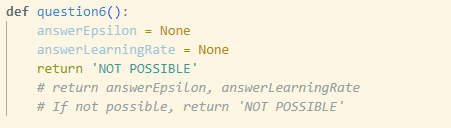 def question6():
    answerEpsilon = None
    answerLearningRate = None
    return 'NOT POSSIBLE'
    # return answerEpsilon, answerLearningRate
    # If not possible, return 'NOT POSSIBLE'